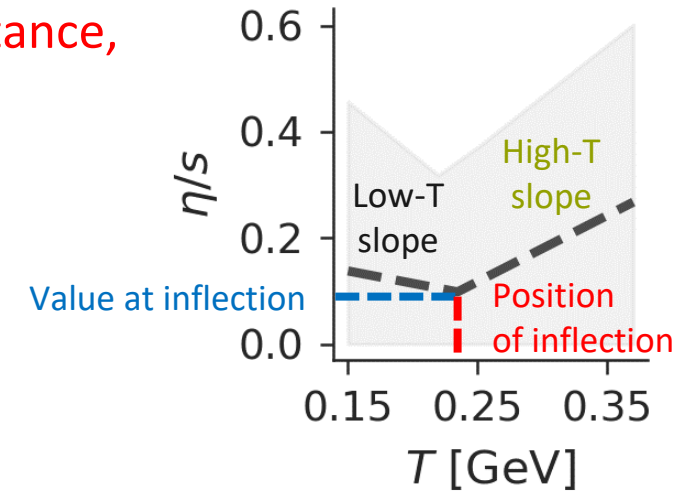 tance,
0.6
0.4
0.2
0.0
η/s
High-T
slope
Low-T
slope
Value at inflection
Position
of inflection
0.15 0.25 0.35
T [GeV]